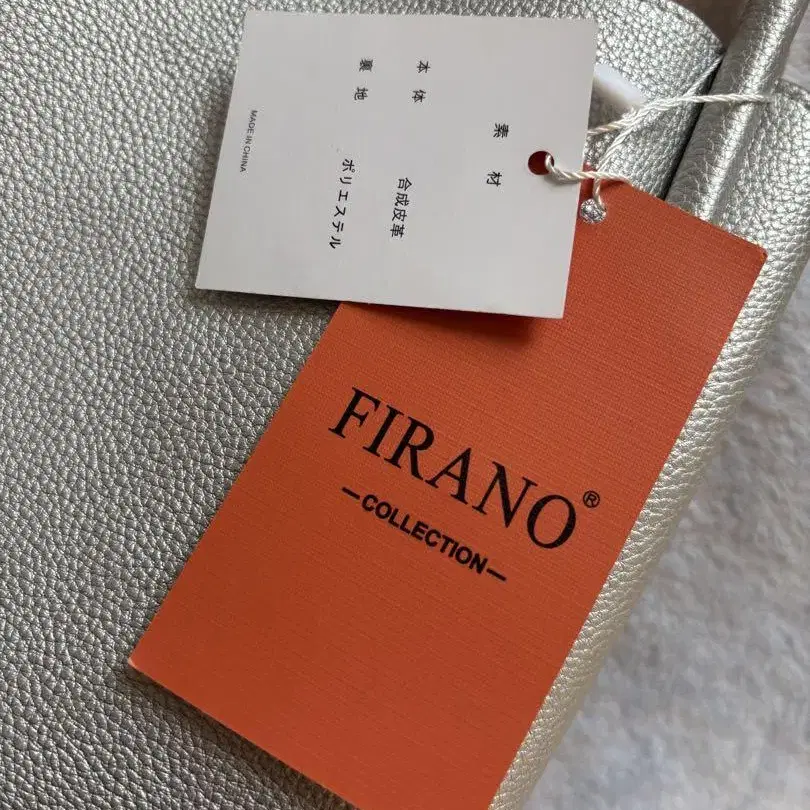 素材
本体 合成皮革
裏地 ポリエステル
MADE IN CHINA
FIRANO®
—COLLECTION—